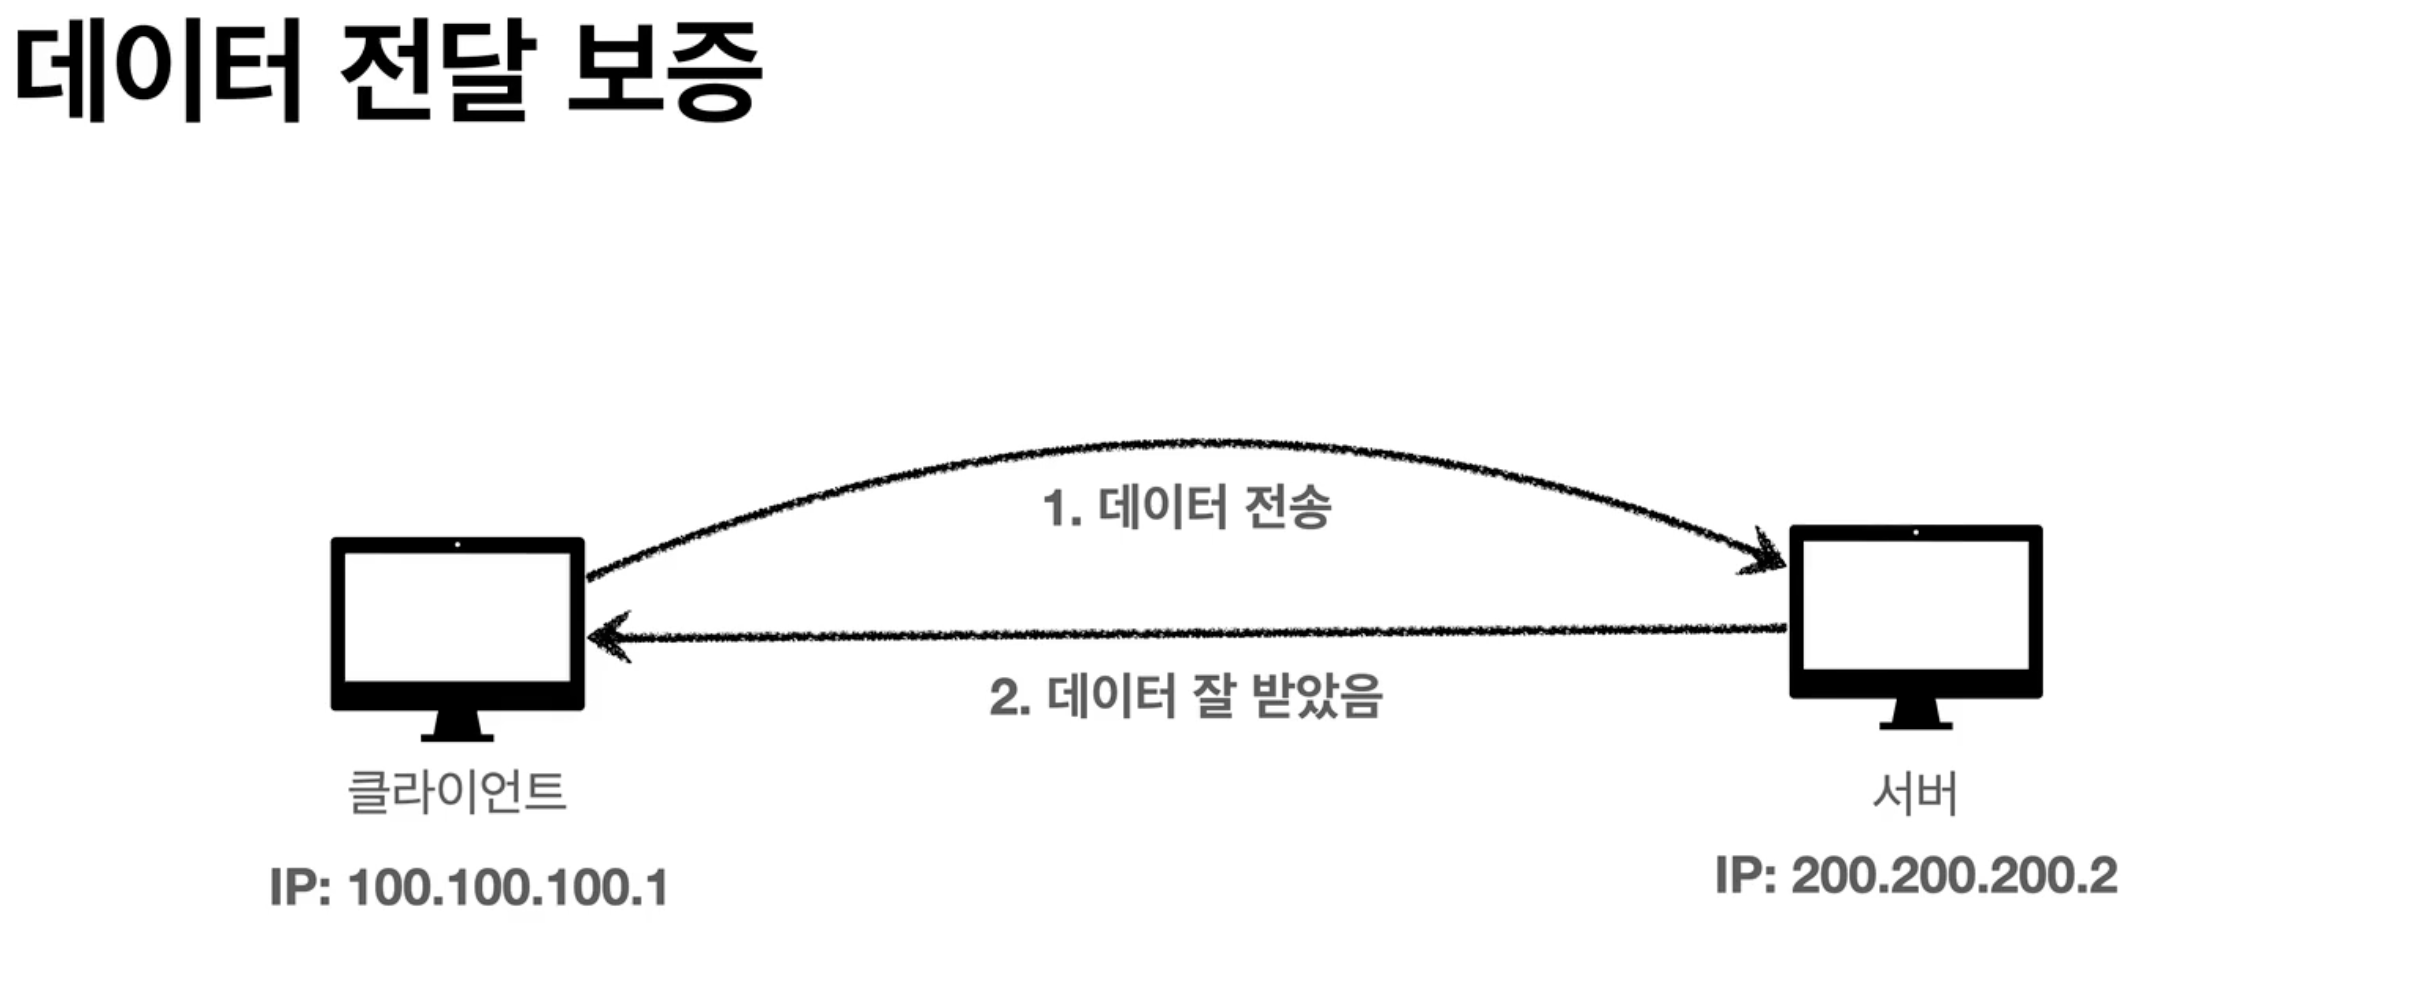 데이터 전달 보증
1. 데이터 전송
2. 데이터 잘 받았음
클라이언트
IP: 100.100.100.1
서버
IP: 200.200.200.2